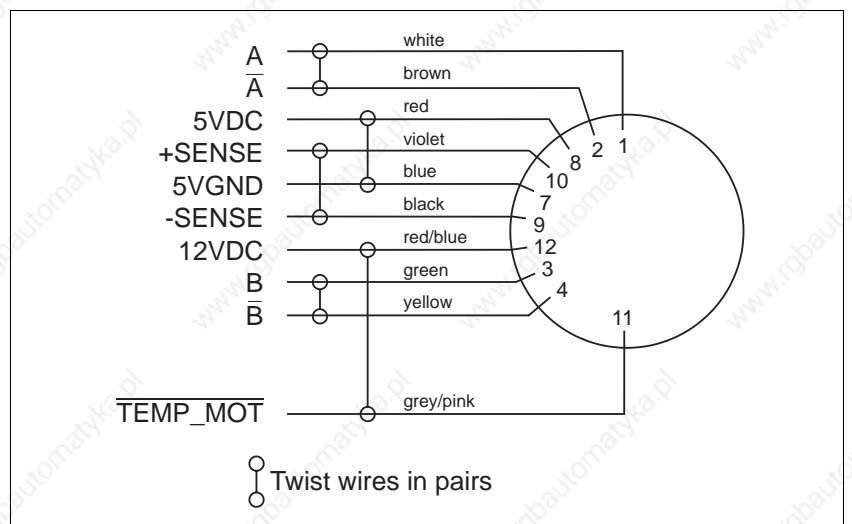 A white 1
A̅ brown 2
5VDC red 8
+SENSE violet 10
5VGND blue 7
-SENSE black 9
12VDC red/blue 12
B green 3
B̅ yellow 4
11
T̅E̅M̅P̅_̅M̅O̅T̅ grey/pink
Twist wires in pairs
www.rgbautomatyka.pl